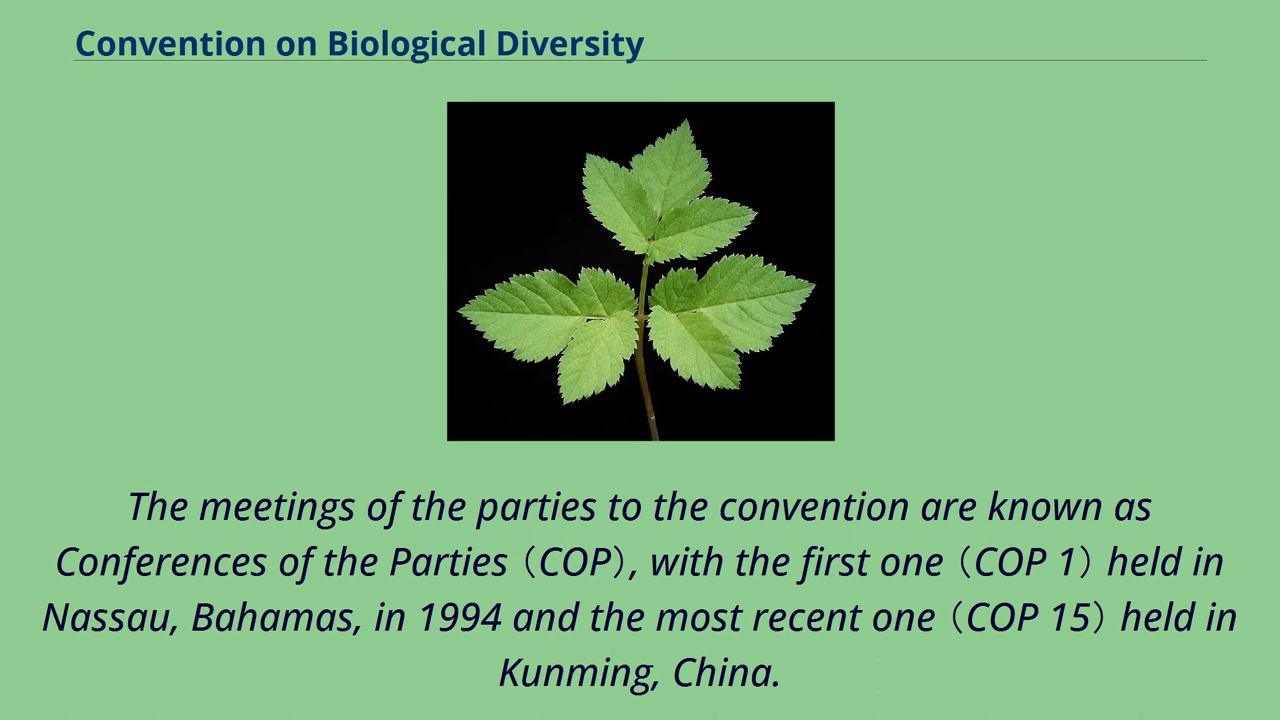 Convention on Biological Diversity
The meetings of the parties to the convention are known as
Conferences of the Parties（COP）, with the first one（COP 1）held in
Nassau, Bahamas, in 1994 and the most recent one（COP 15）held in
Kunming, China.